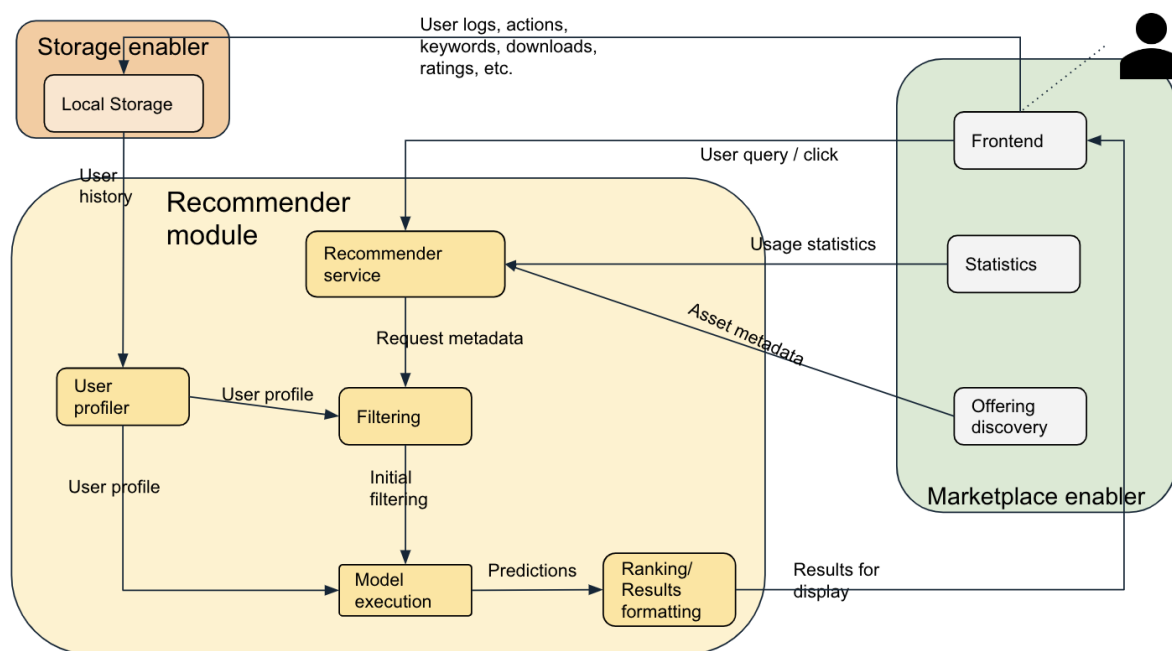 User logs, actions,
keywords, downloads,
ratings, etc.
Storage enabler
Local Storage
Frontend
User query / click
User
history
Recommender
module
Recommender
service
Usage statistics
Statistics
Asset metadata
Request metadata
User
profiler
User profile
Filtering
Offering
discovery
User profile
Initial
filtering
Marketplace enabler
Model
execution
Predictions
Ranking/
Results
formatting
Results for
display